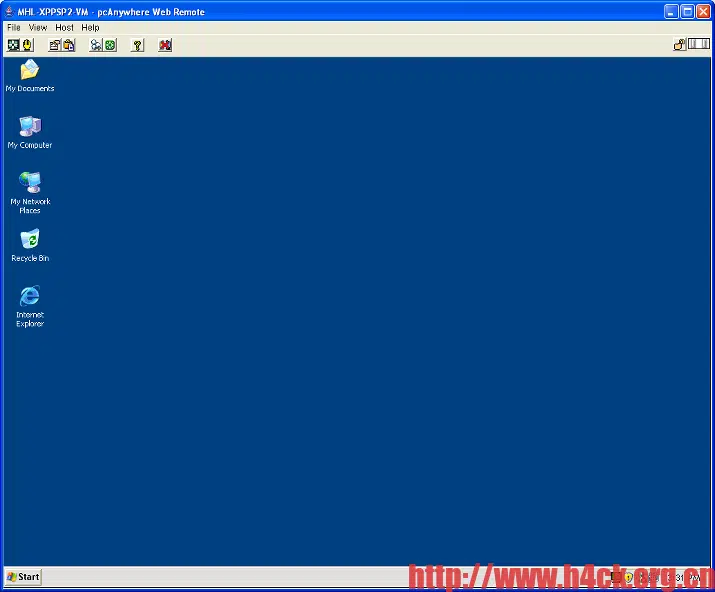 MHL-XPPSP2-VM - pcAnywhere Web Remote
File View Host Help
My Documents
My Computer
My Network
Places
Recycle Bin
Internet
Explorer
Start
http://www.h4ck.org.cn